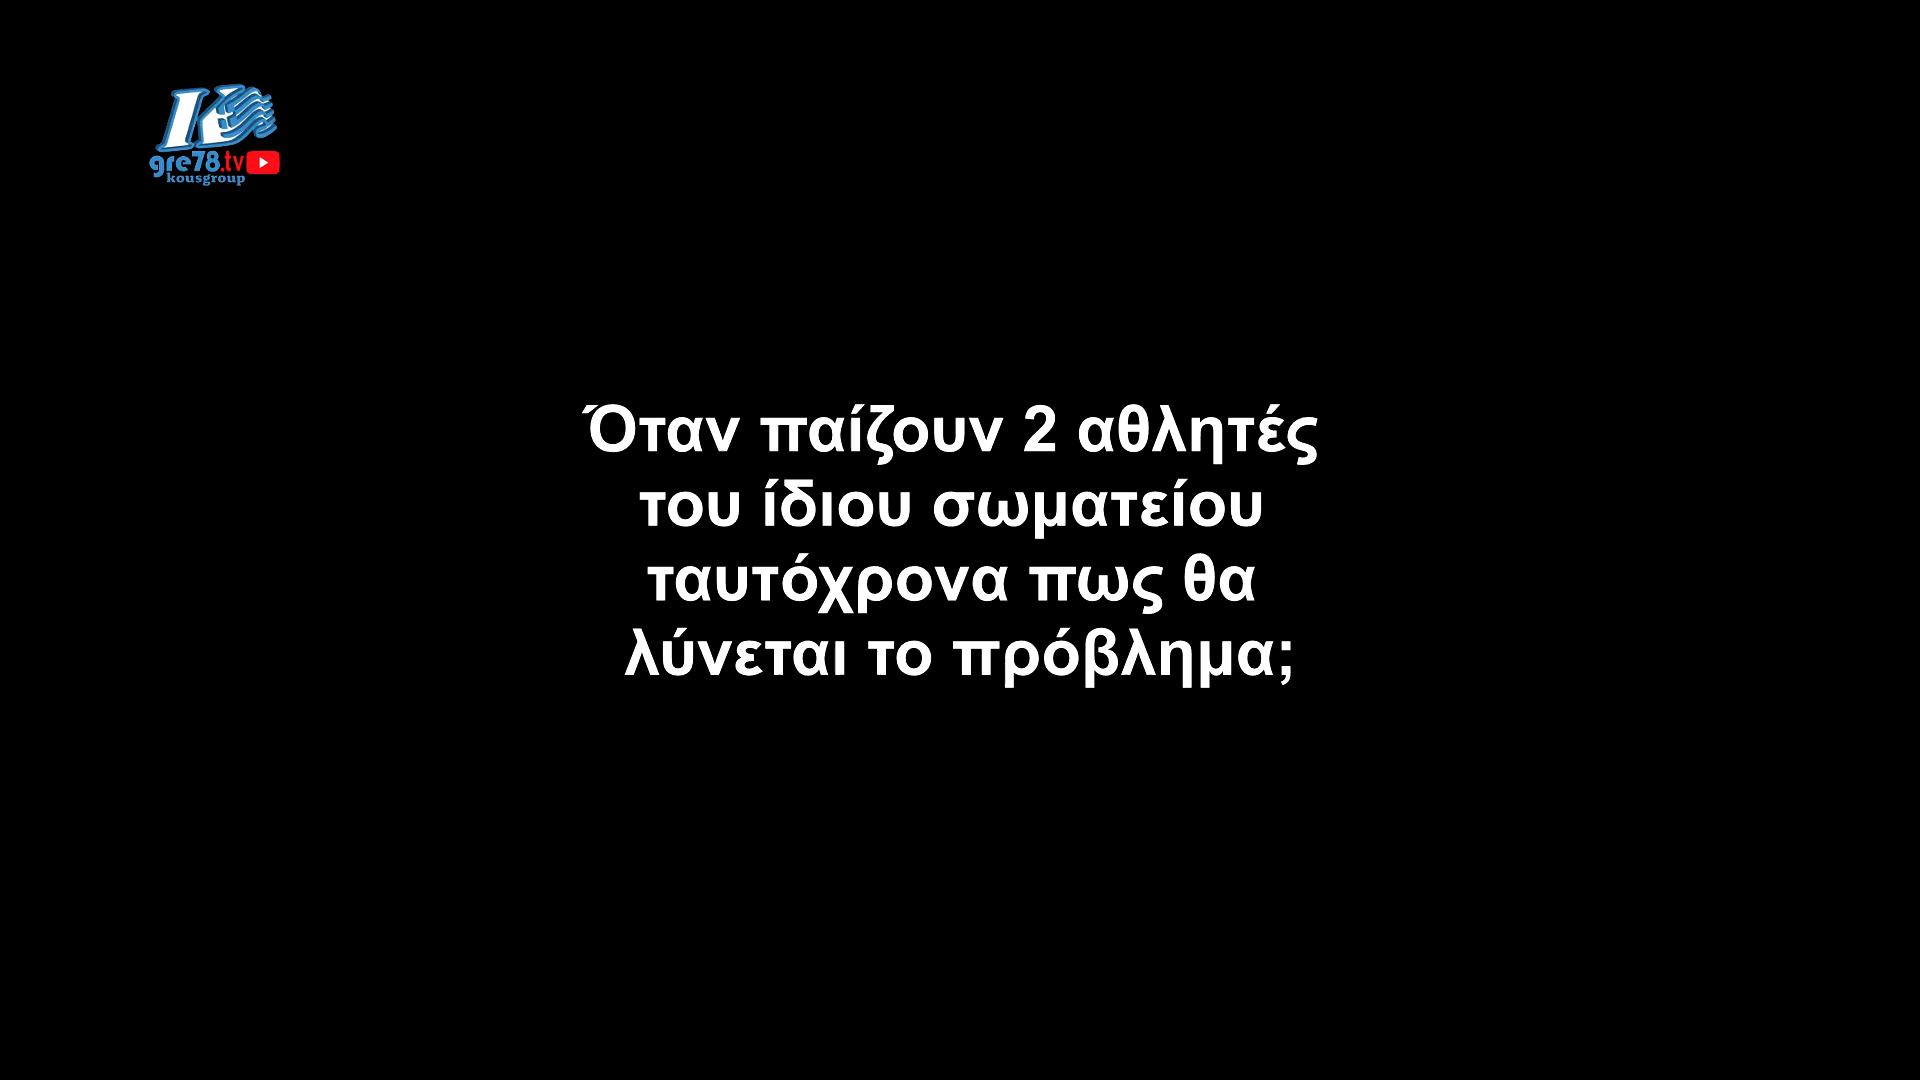 K
gre78.tv
kousgroup
Όταν παίζουν 2 αθλητές
του ίδιου σωματείου
ταυτόχρονα πως θα
λύνεται το πρόβλημα;